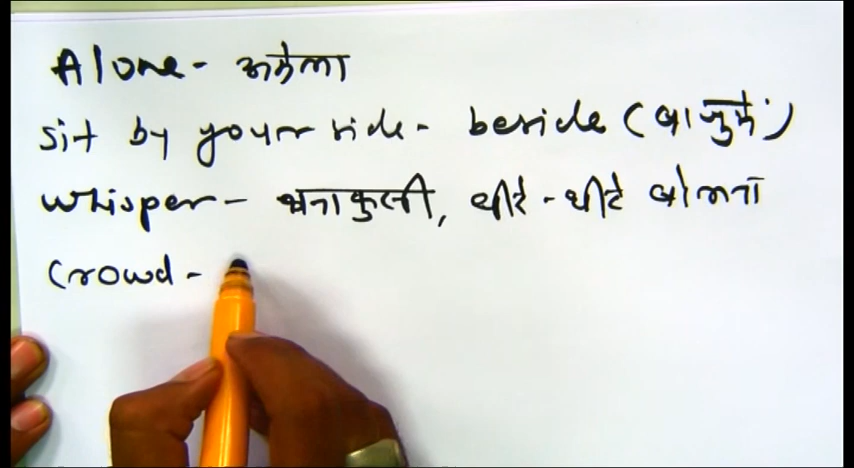 Alone - अकेला
sit by your side - beside (बाजु में)
whisper - धीरे - धीरे बोलना
Crowd -